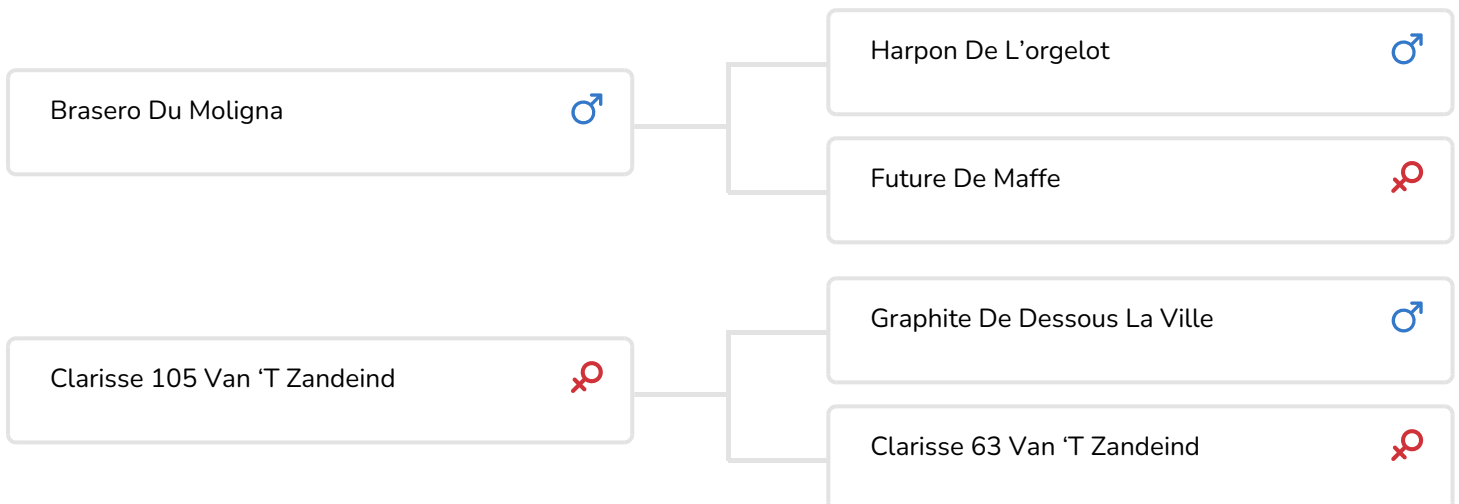 Harpon De L’orgelot
Brasero Du Moligna
Future De Maffe
Graphite De Dessous La Ville
Clarisse 105 Van ‘T Zandeind
Clarisse 63 Van ‘T Zandeind